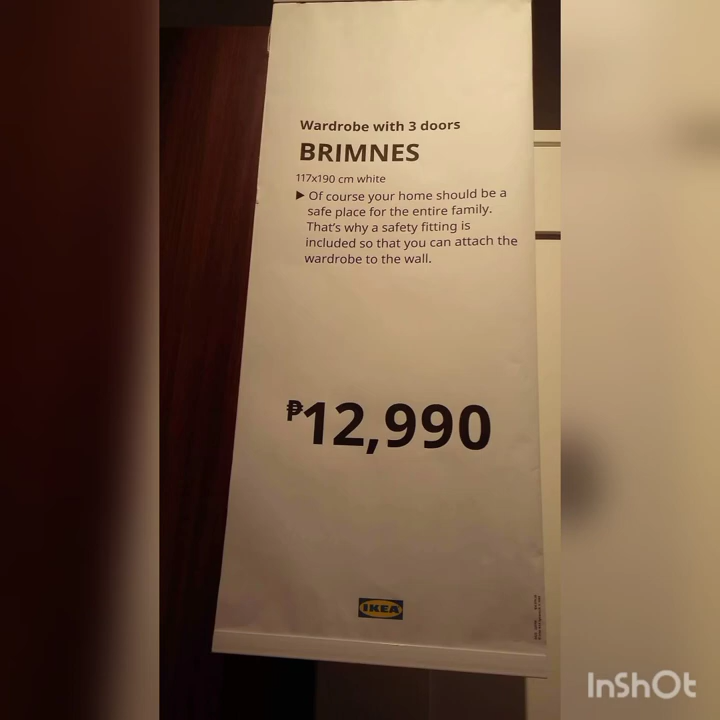 Wardrobe with 3 doors
BRIMNES
117x190 cm white
▶ Of course your home should be a
safe place for the entire family.
That's why a safety fitting is
included so that you can attach the
wardrobe to the wall.
₱12,990
IKEA
InShOt